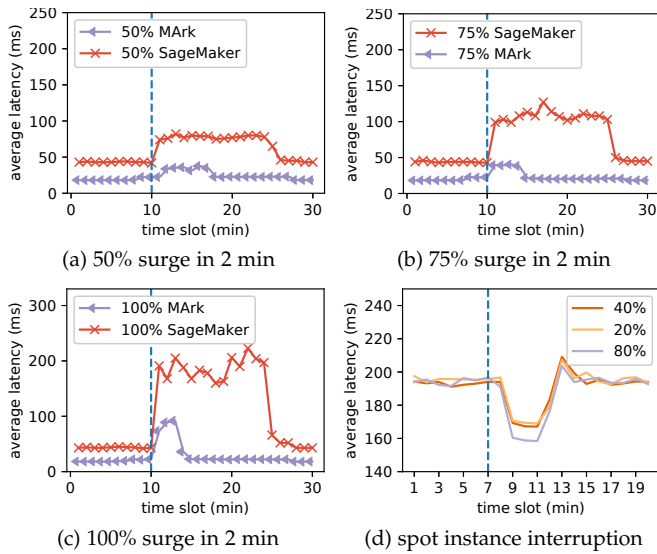 250
200
150
100
50
0
average latency (ms)
50% MArk
50% SageMaker
0 10 20 30
time slot (min)
(a) 50% surge in 2 min
250
200
150
100
50
0
average latency (ms)
75% SageMaker
75% MArk
0 10 20 30
time slot (min)
(b) 75% surge in 2 min
300
200
100
0
average latency (ms)
100% MArk
100% SageMaker
0 10 20 30
time slot (min)
(c) 100% surge in 2 min
240
220
200
180
160
140
average latency (ms)
40%
20%
80%
1 3 5 7 9 11 13 15 17 19
time slot (min)
(d) spot instance interruption